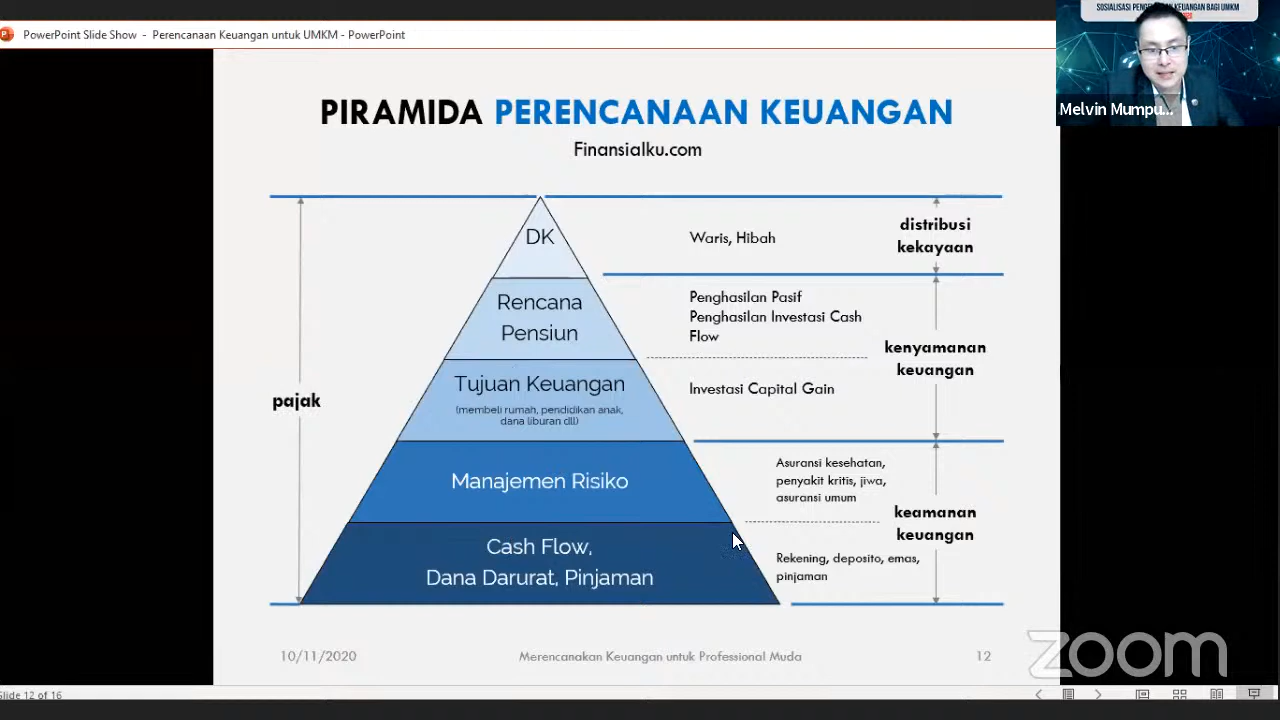 PowerPoint Slide Show - Perencanaan Keuangan untuk UMKM - PowerPoint
SOSIALISASI KEUANGAN BAGI UMKM
Melvin Mumpu...
PIRAMIDA PERENCANAAN KEUANGAN
Finansialku.com
DK
Waris, Hibah
distribusi
kekayaan
Rencana
Pensiun
Penghasilan Pasif
Penghasilan Investasi Cash
Flow
kenyamanan
keuangan
Tujuan Keuangan
(membeli rumah, pendidikan anak,
dana liburan dll)
Investasi Capital Gain
pajak
Manajemen Risiko
Asuransi kesehatan,
penyakit kritis, jiwa,
asuransi umum
keamanan
keuangan
Cash Flow,
Dana Darurat, Pinjaman
Rekening, deposito, emas,
pinjaman
10/11/2020
Merencanakan Keuangan untuk Professional Muda
12
zoom
Slide 12 of 16